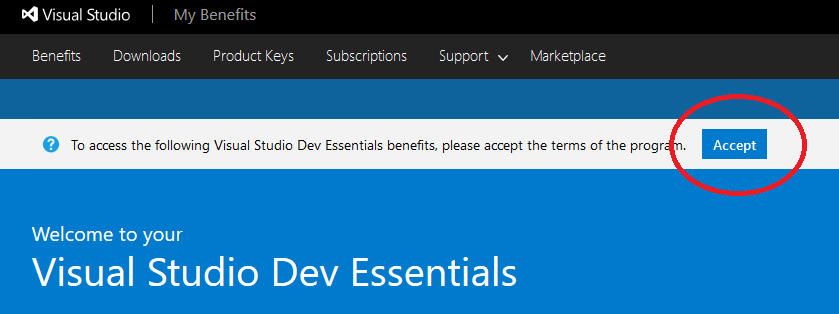 Visual Studio | My Benefits
Benefits Downloads Product Keys Subscriptions Support Marketplace
To access the following Visual Studio Dev Essentials benefits, please accept the terms of the program. Accept
Welcome to your
Visual Studio Dev Essentials